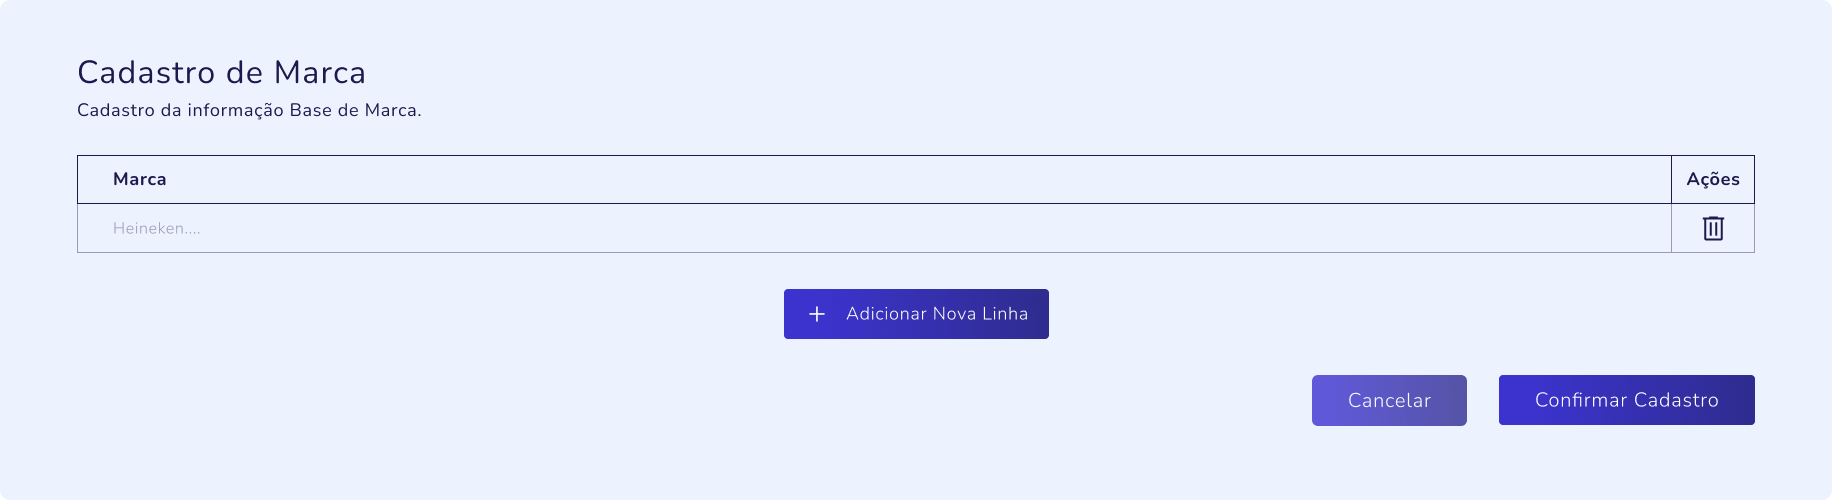 Cadastro de Marca
Cadastro da informação Base de Marca.
Marca Ações
Heineken....
Adicionar Nova Linha
Cancelar Confirmar Cadastro